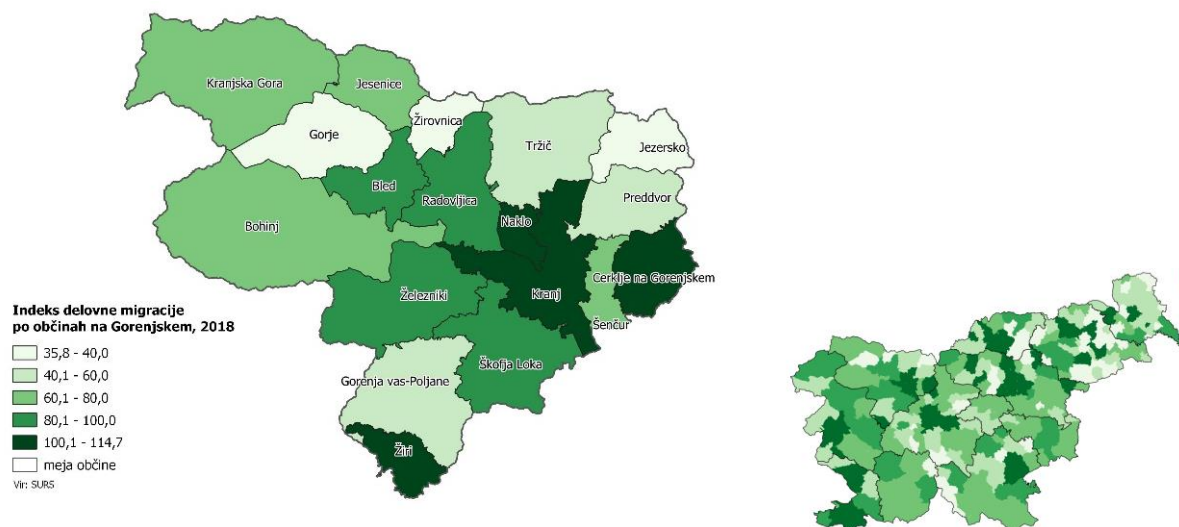 Kranjska Gora
Jesenice
Gorje
Žirovnica
Tržič
Jezersko
Bled
Radovljica
Preddvor
Bohinj
Naklo
Cerklje na Gorenjskem
Železniki
Kranj
Šenčur
Škofja Loka
Gorenja vas-Poljane
Žiri
Indeks delovne migracije
po občinah na Gorenjskem, 2018
35,8 - 40,0
40,1 - 60,0
60,1 - 80,0
80,1 - 100,0
100,1 - 114,7
meja občine
Vir: SURS